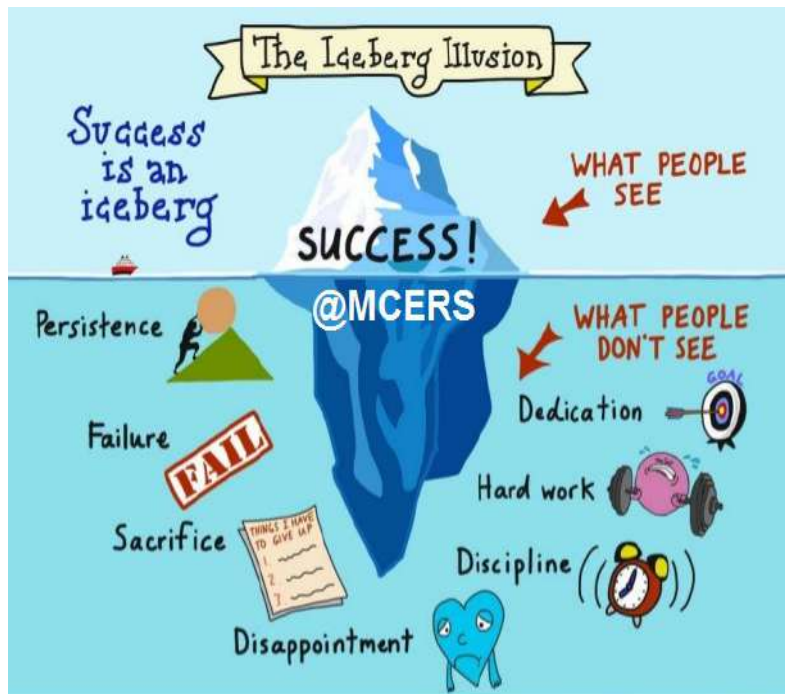 The Iceberg Illusion
Success
is an
iceberg
WHAT PEOPLE
SEE
SUCCESS!
@MCERS
Persistence
WHAT PEOPLE
DON'T SEE
GOAL
Dedication
Failure
FAIL
Hard work
Sacrifice
THINGS I HAVE
TO GIVE UP
1.
2.
3.
Discipline
Disappointment